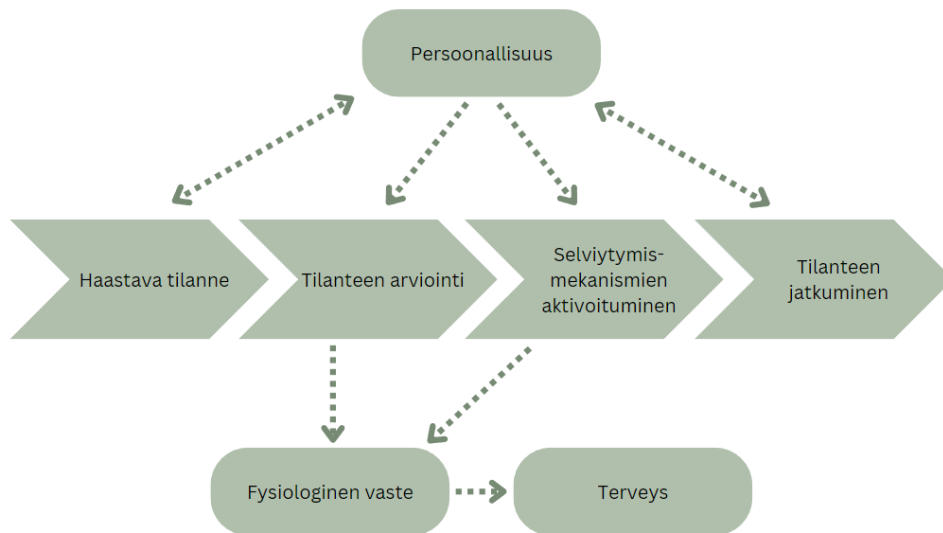 Persoonallisuus
Haastava tilanne
Tilanteen arviointi
Selviytymis-
mekanismien
aktivoituminen
Tilanteen
jatkuminen
Fysiologinen vaste
Terveys